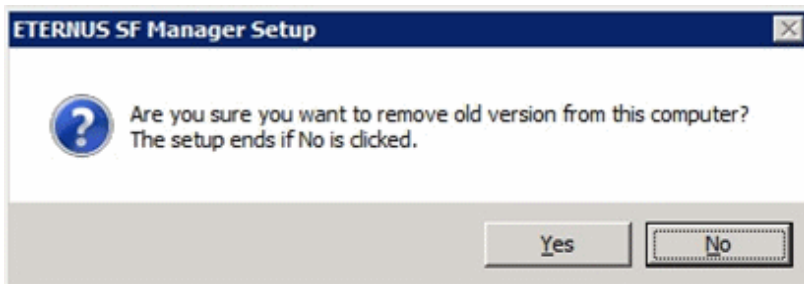 ETERNUS SF Manager Setup
Are you sure you want to remove old version from this computer?
The setup ends if No is clicked.
Yes No